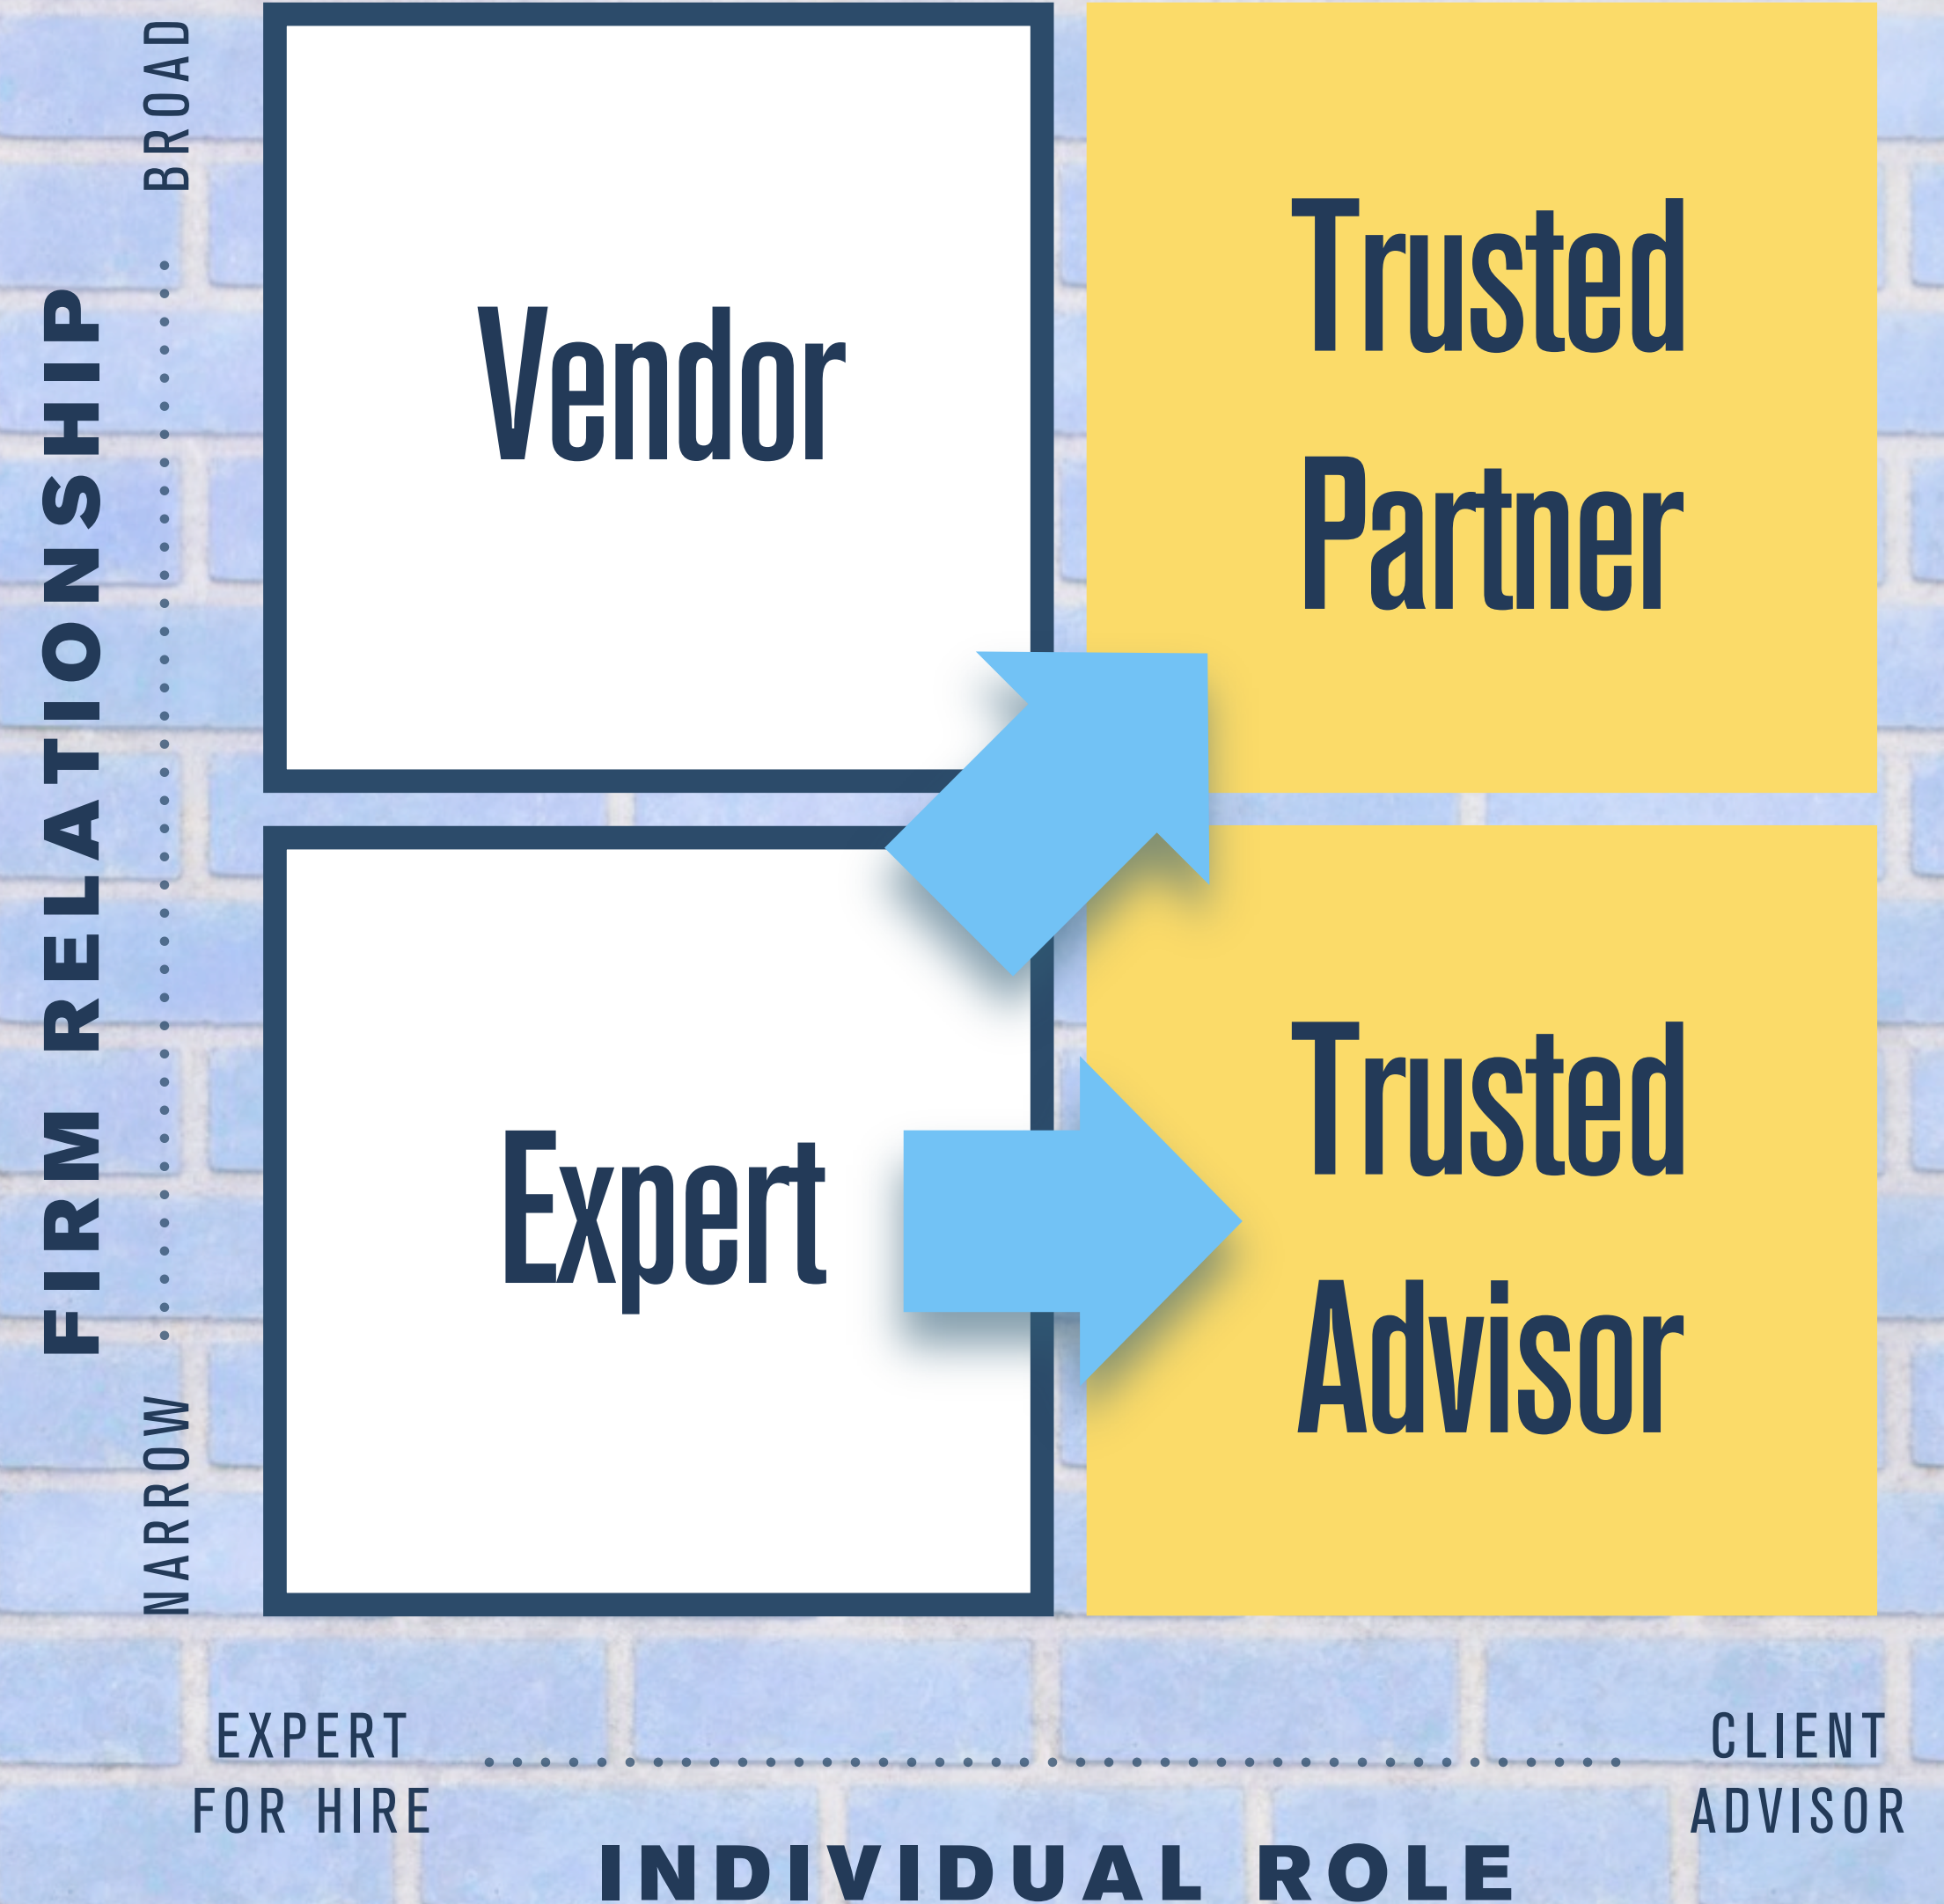 BROAD
FIRM RELATIONSHIP
NARROW
Vendor
Trusted
Partner
Expert
Trusted
Advisor
EXPERT
FOR HIRE
CLIENT
ADVISOR
INDIVIDUAL ROLE